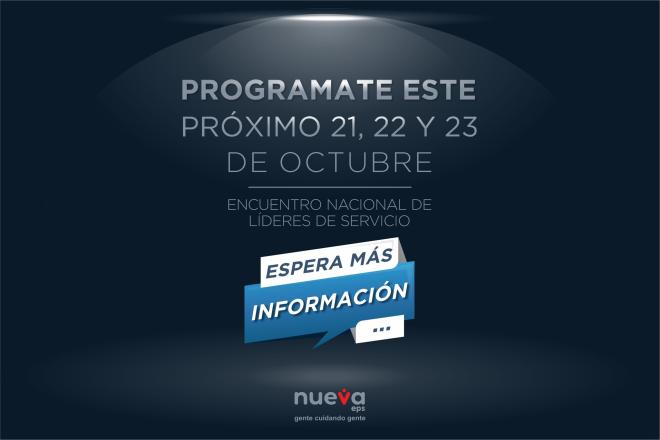 PROGRAMATE ESTE
PRÓXIMO 21, 22 Y 23
DE OCTUBRE
ENCUENTRO NACIONAL DE
LÍDERES DE SERVICIO
ESPERA MÁS
INFORMACIÓN
...
nueva
eps
gente cuidando gente